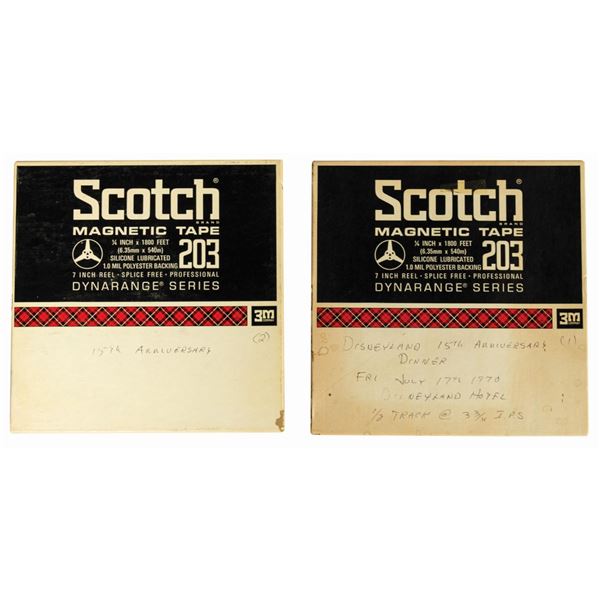 Scotch®
BRAND
MAGNETIC TAPE
¼ INCH x 1800 FEET
(6.35mm x 540m)
SILICONE LUBRICATED
1.0 MIL POLYESTER BACKING
203
7 INCH REEL · SPLICE FREE · PROFESSIONAL
DYNARANGE® SERIES
3M
15TH ANNIVERSARY (2)
Scotch®
BRAND
MAGNETIC TAPE
¼ INCH x 1800 FEET
(6.35mm x 540m)
SILICONE LUBRICATED
1.0 MIL POLYESTER BACKING
203
7 INCH REEL · SPLICE FREE · PROFESSIONAL
DYNARANGE® SERIES
3M
DISNEYLAND 15TH ANNIVERSARY (1)
DINNER
FRI JULY 17TH 1970
DISNEYLAND HOTEL
½ TRACK @ 3¾ I.P.S